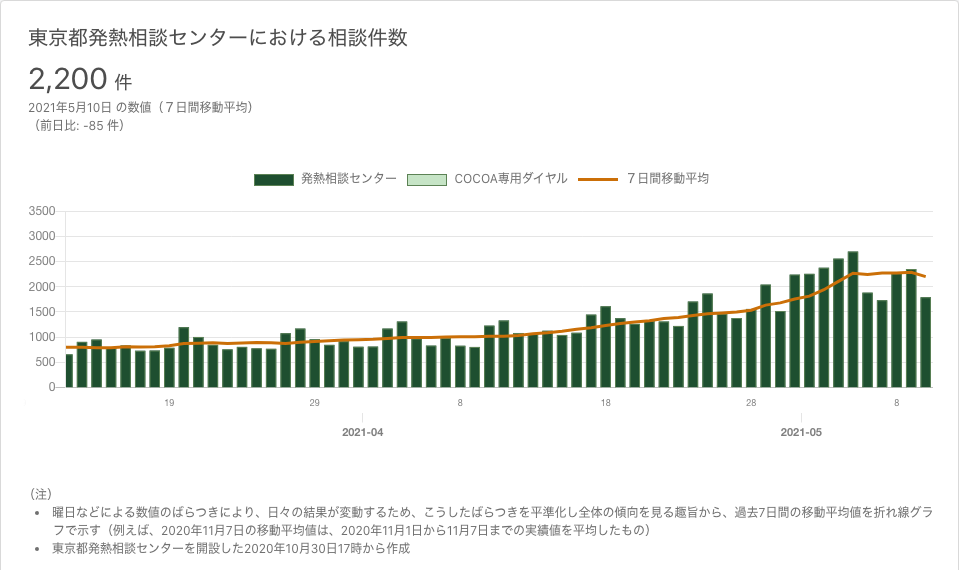 東京都発熱相談センターにおける相談件数
2,200 件
2021年5月10日 の数値（７日間移動平均）
（前日比: -85 件）
発熱相談センター COCOA専用ダイヤル ７日間移動平均
3500
3000
2500
2000
1500
1000
500
0
19 29 8 18 28 8
2021-04 2021-05
（注）
• 曜日などによる数値のばらつきにより、日々の結果が変動するため、こうしたばらつきを平準化し全体の傾向を見る趣旨から、過去7日間の移動平均値を折れ線グラ
フで示す（例えば、2020年11月7日の移動平均値は、2020年11月1日から11月7日までの実績値を平均したもの）
• 東京都発熱相談センターを開設した2020年10月30日17時から作成